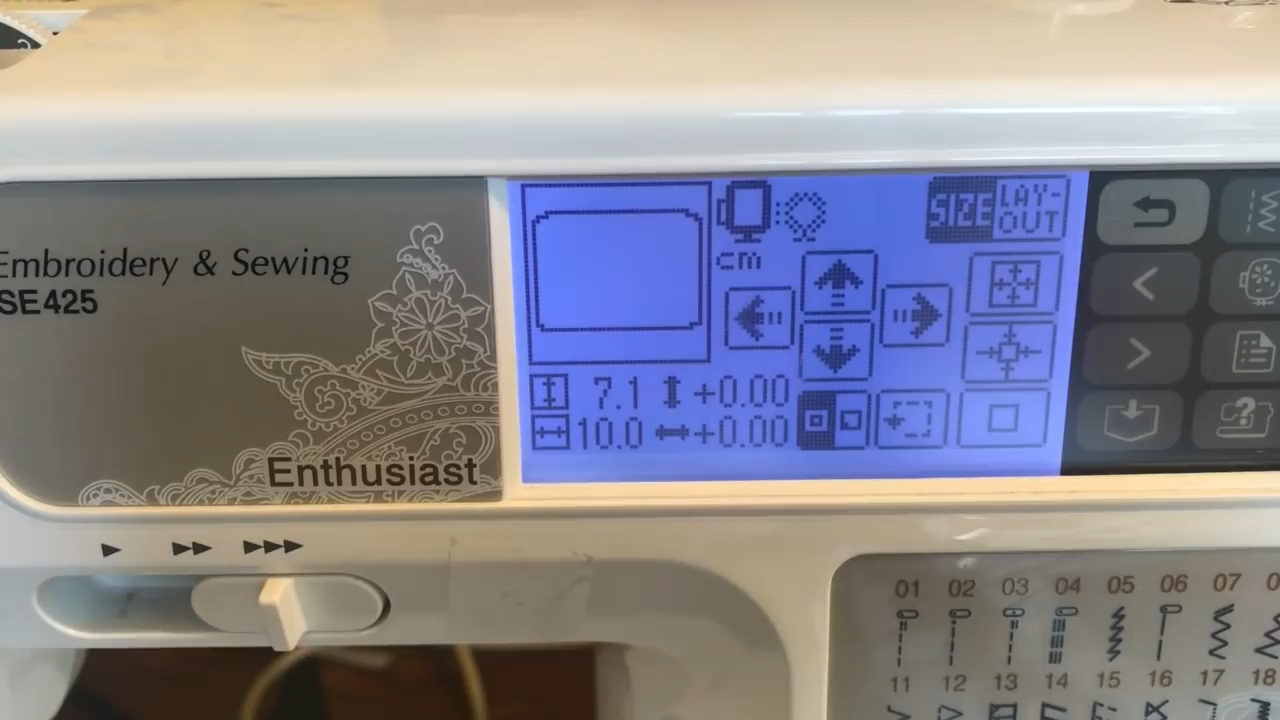 Embroidery & Sewing
SE425
Enthusiast
SIZE LAY-
OUT
cm
7.1 +0.00
10.0 +0.00
01 02 03 04 05 06 07
11 12 13 14 15 16 17 18